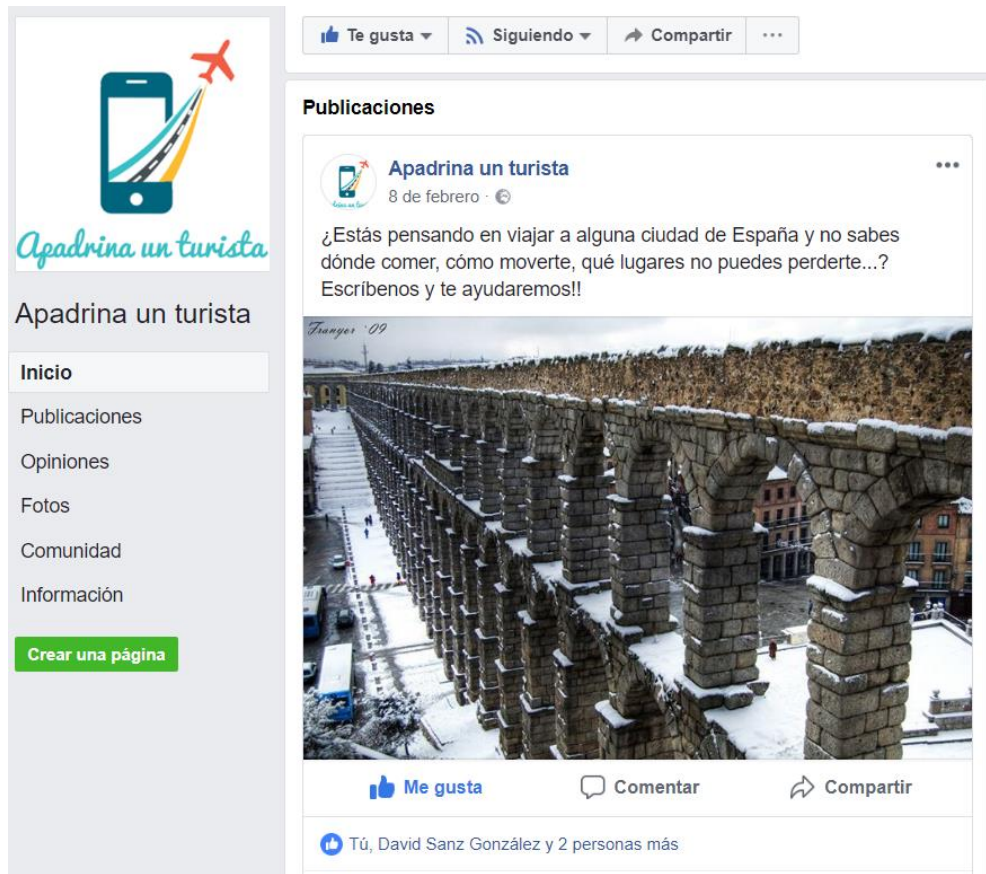 Apadrina un turista
Apadrina un turista
Inicio
Publicaciones
Opiniones
Fotos
Comunidad
Información
Crear una página
Te gusta
Siguiendo
Compartir
Publicaciones
Apadrina un turista
8 de febrero ·
¿Estás pensando en viajar a alguna ciudad de España y no sabes
dónde comer, cómo moverte, qué lugares no puedes perderte...?
Escríbenos y te ayudaremos!!
Franyer '09
Me gusta
Comentar
Compartir
Tú, David Sanz González y 2 personas más